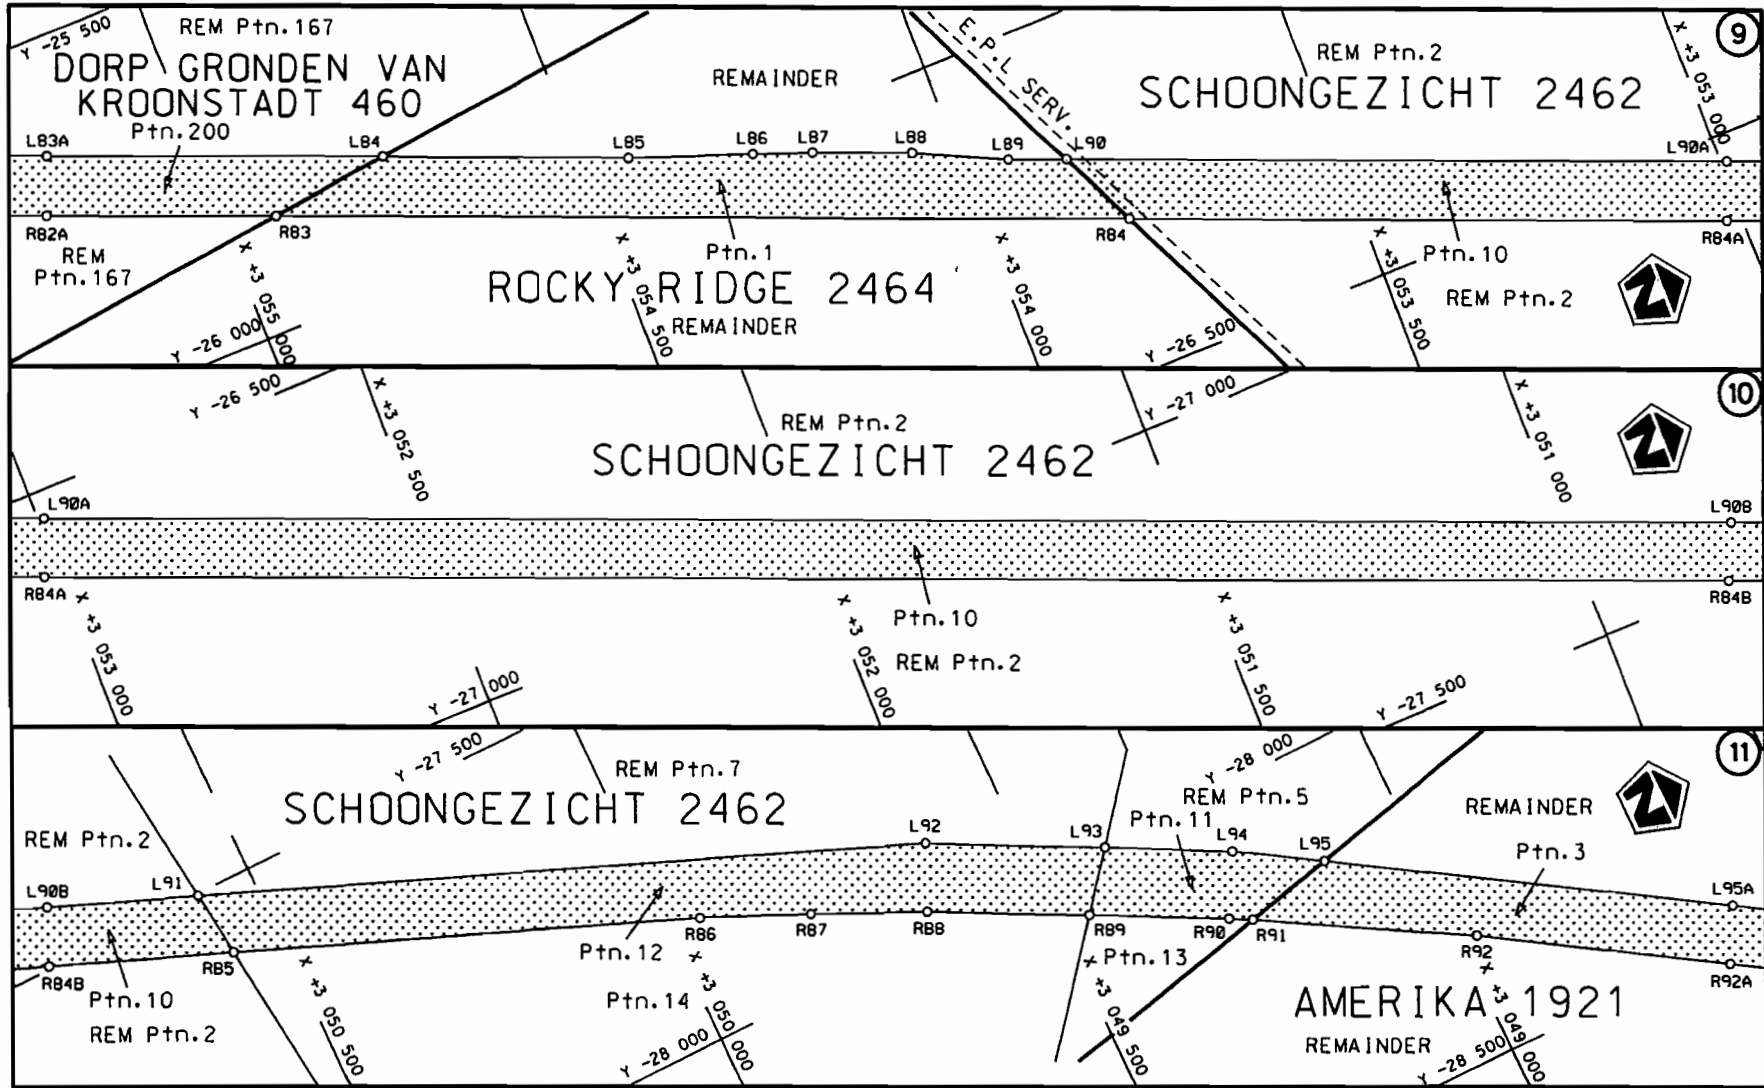 Y -25 500
REM Ptn.167
DORP GRONDEN VAN
KROONSTADT 460
Ptn.200
REMAINDER
E.P.L SERV.
REM Ptn.2
SCHOONGEZICHT 2462
X +3 053 000
9
L83A
L84
L85
L86
L87
L88
L89
L90
L90A
R82A
R83
R84
R84A
REM
Ptn.167
X +3 055 000
Y -26 000
ROCKY RIDGE 2464
Ptn.1
REMAINDER
X +3 054 500
X +3 054 000
Y -26 500
X +3 053 500
Ptn.10
REM Ptn.2
10
Y -26 500
X +3 052 500
REM Ptn.2
SCHOONGEZICHT 2462
Y -27 000
X +3 051 000
L90A
L90B
R84A
R84B
X +3 053 000
Y -27 000
X +3 052 000
Ptn.10
REM Ptn.2
X +3 051 500
Y -27 500
11
Y -27 500
REM Ptn.7
SCHOONGEZICHT 2462
Y -28 000
REM Ptn.5
Ptn.11
REMAINDER
Ptn.3
REM Ptn.2
L90B
L91
L92
L93
L94
L95
L95A
R84B
R85
R86
R87
R88
R89
R90
R91
R92
R92A
Ptn.10
REM Ptn.2
X +3 050 500
Ptn.12
Ptn.14
X +3 050 000
Y -28 000
Ptn.13
X +3 049 500
AMERIKA 1921
REMAINDER
X +3 049 000
Y -28 500